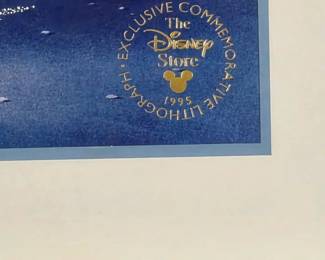 EXCLUSIVE COMMEMORATIVE LITHOGRAPH •
The
Disney
Store
1995